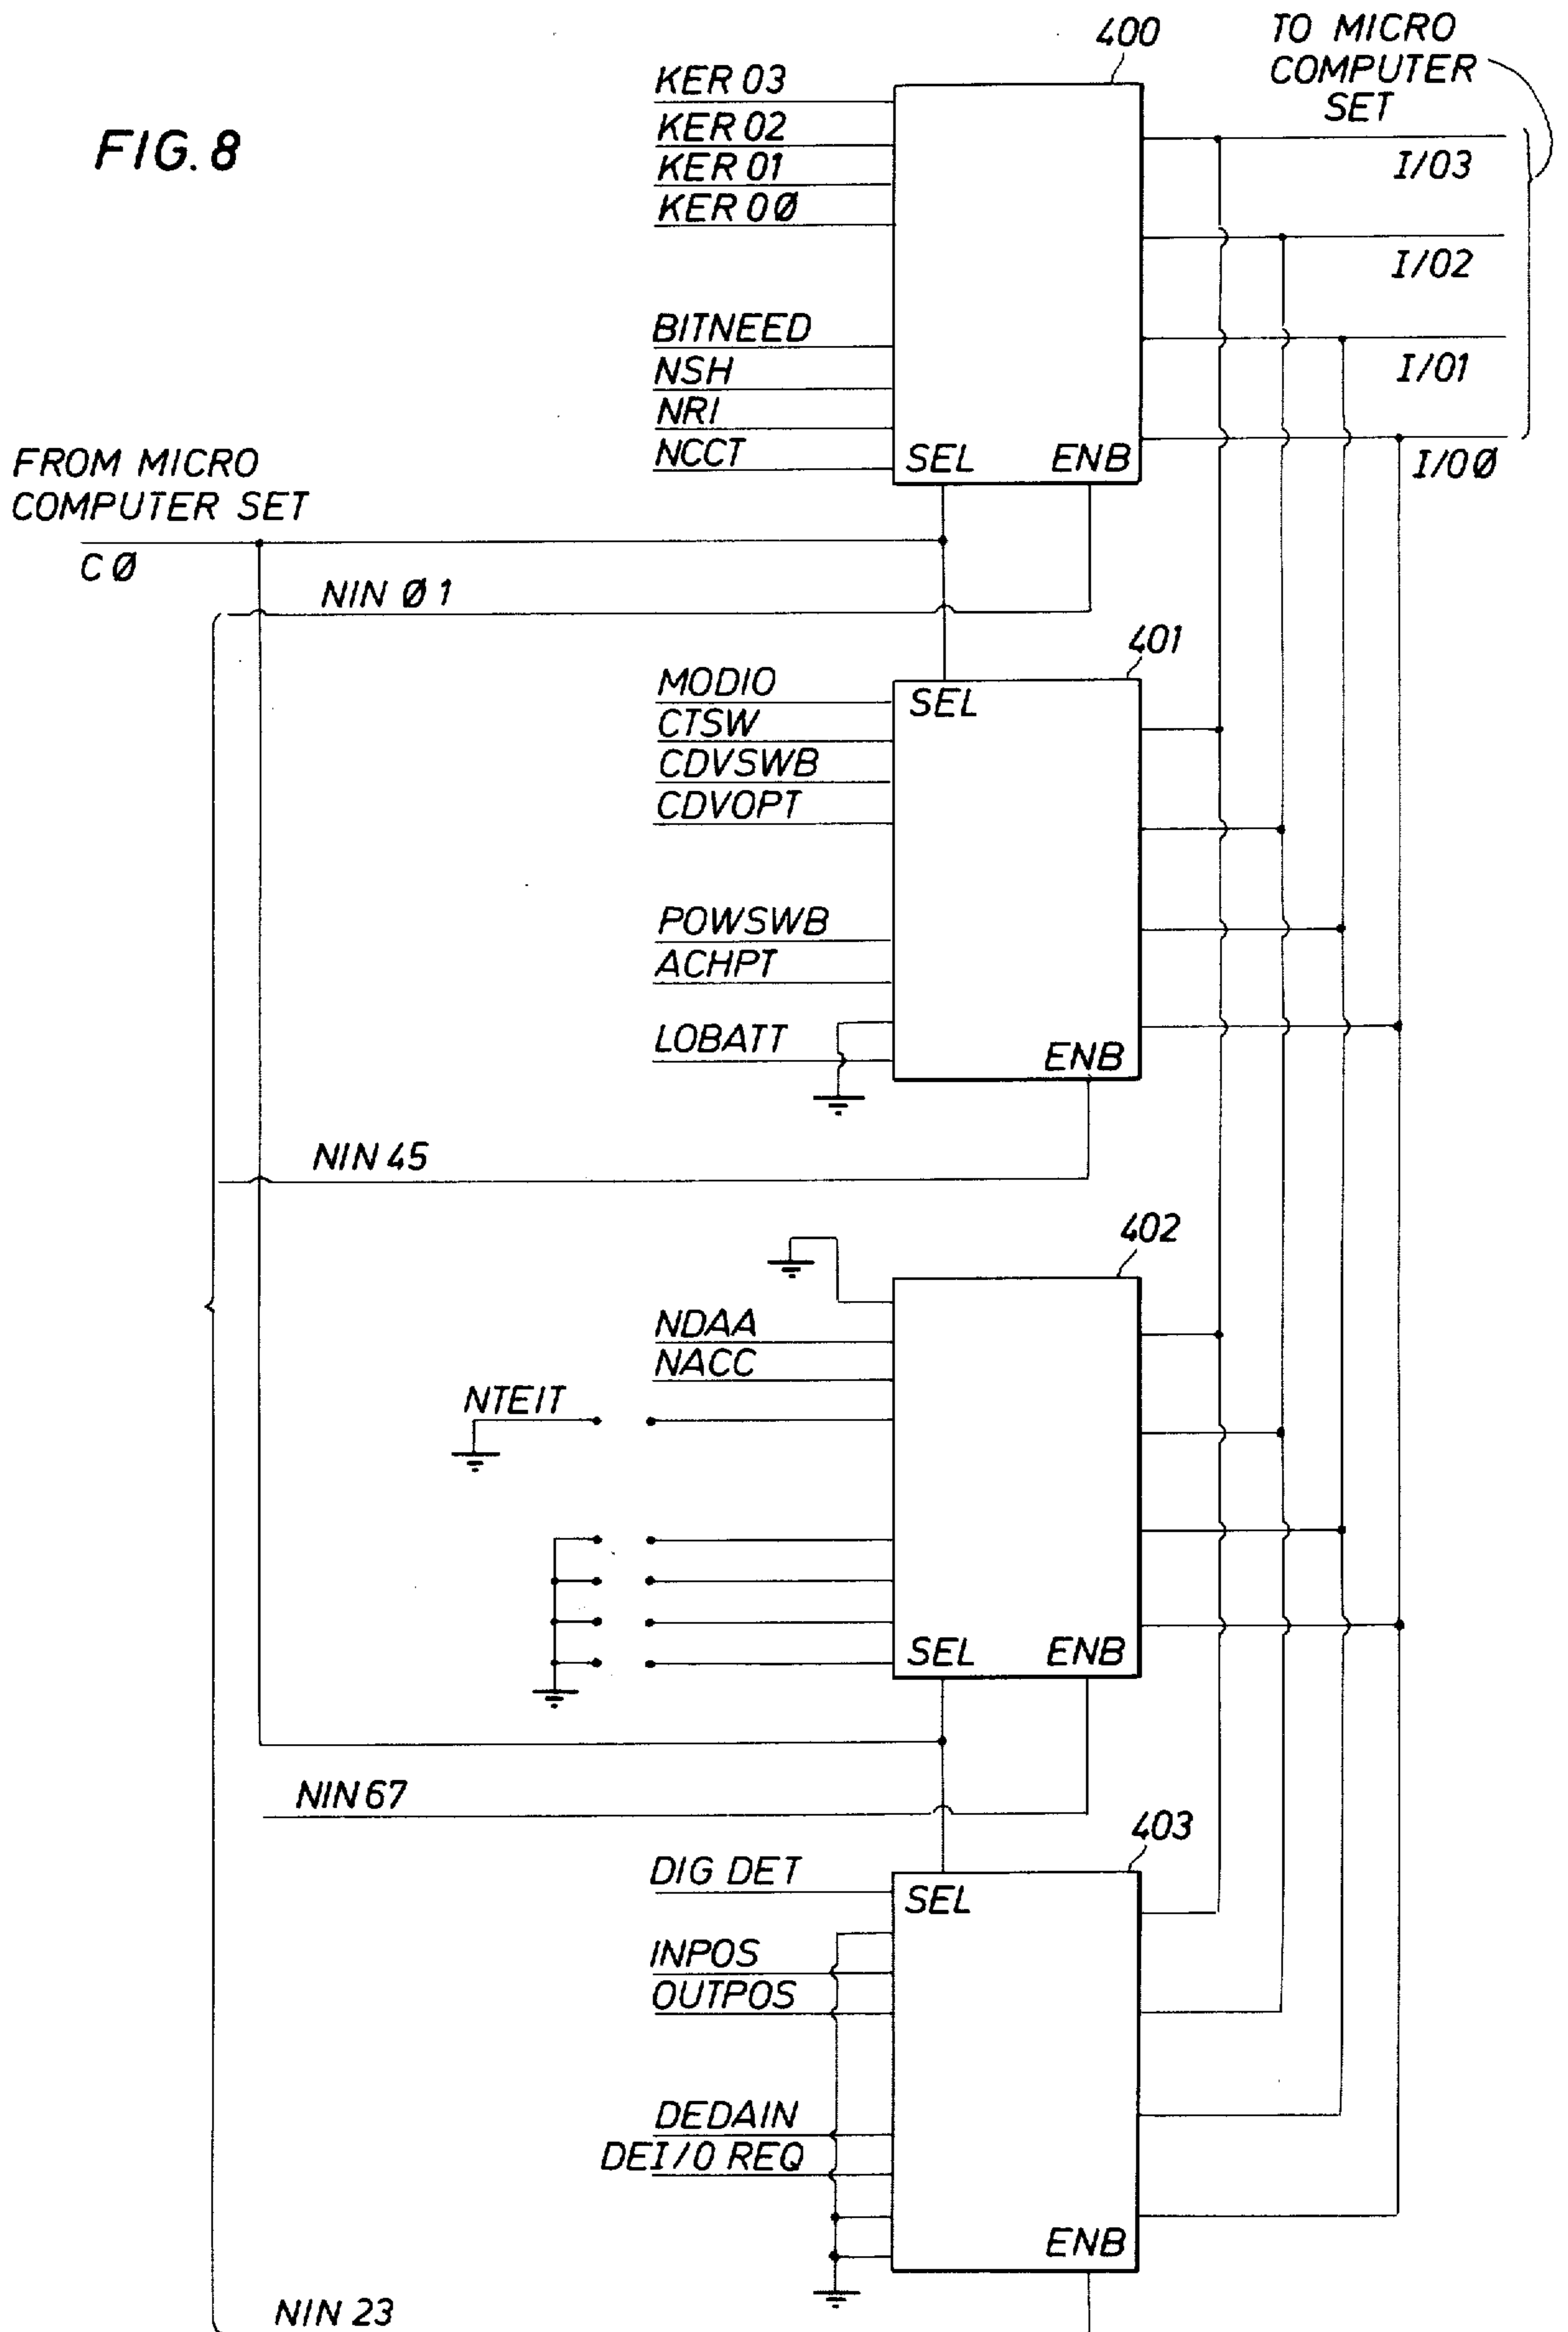 FIG. 8
400
TO MICRO
COMPUTER
SET
KER 03
KER 02
KER 01
KER 0Ø
I/03
I/02
I/01
I/0Ø
BITNEED
NSH
NRI
NCCT
SEL ENB
FROM MICRO
COMPUTER SET
CØ
NIN Ø1
401
MODIO
CTSW
CDVSWB
CDVOPT
SEL
POWSWB
ACHPT
LOBATT
ENB
NIN 45
402
NDAA
NACC
NTEIT
SEL ENB
NIN 67
403
DIG DET
SEL
INPOS
OUTPOS
DEDAIN
DEI/O REQ
ENB
NIN 23